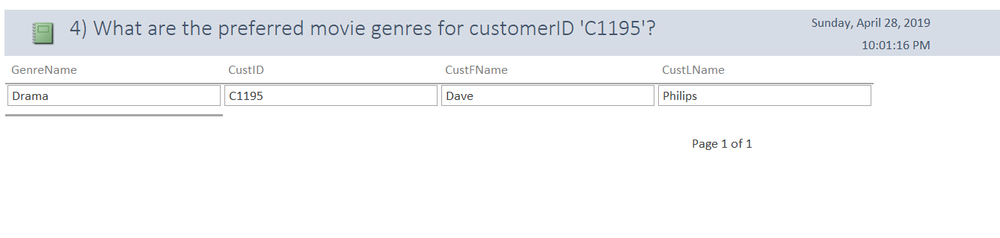 4) What are the preferred movie genres for customerID 'C1195'?
Sunday, April 28, 2019
10:01:16 PM
GenreName CustID CustFName CustLName
Drama C1195 Dave Philips
Page 1 of 1